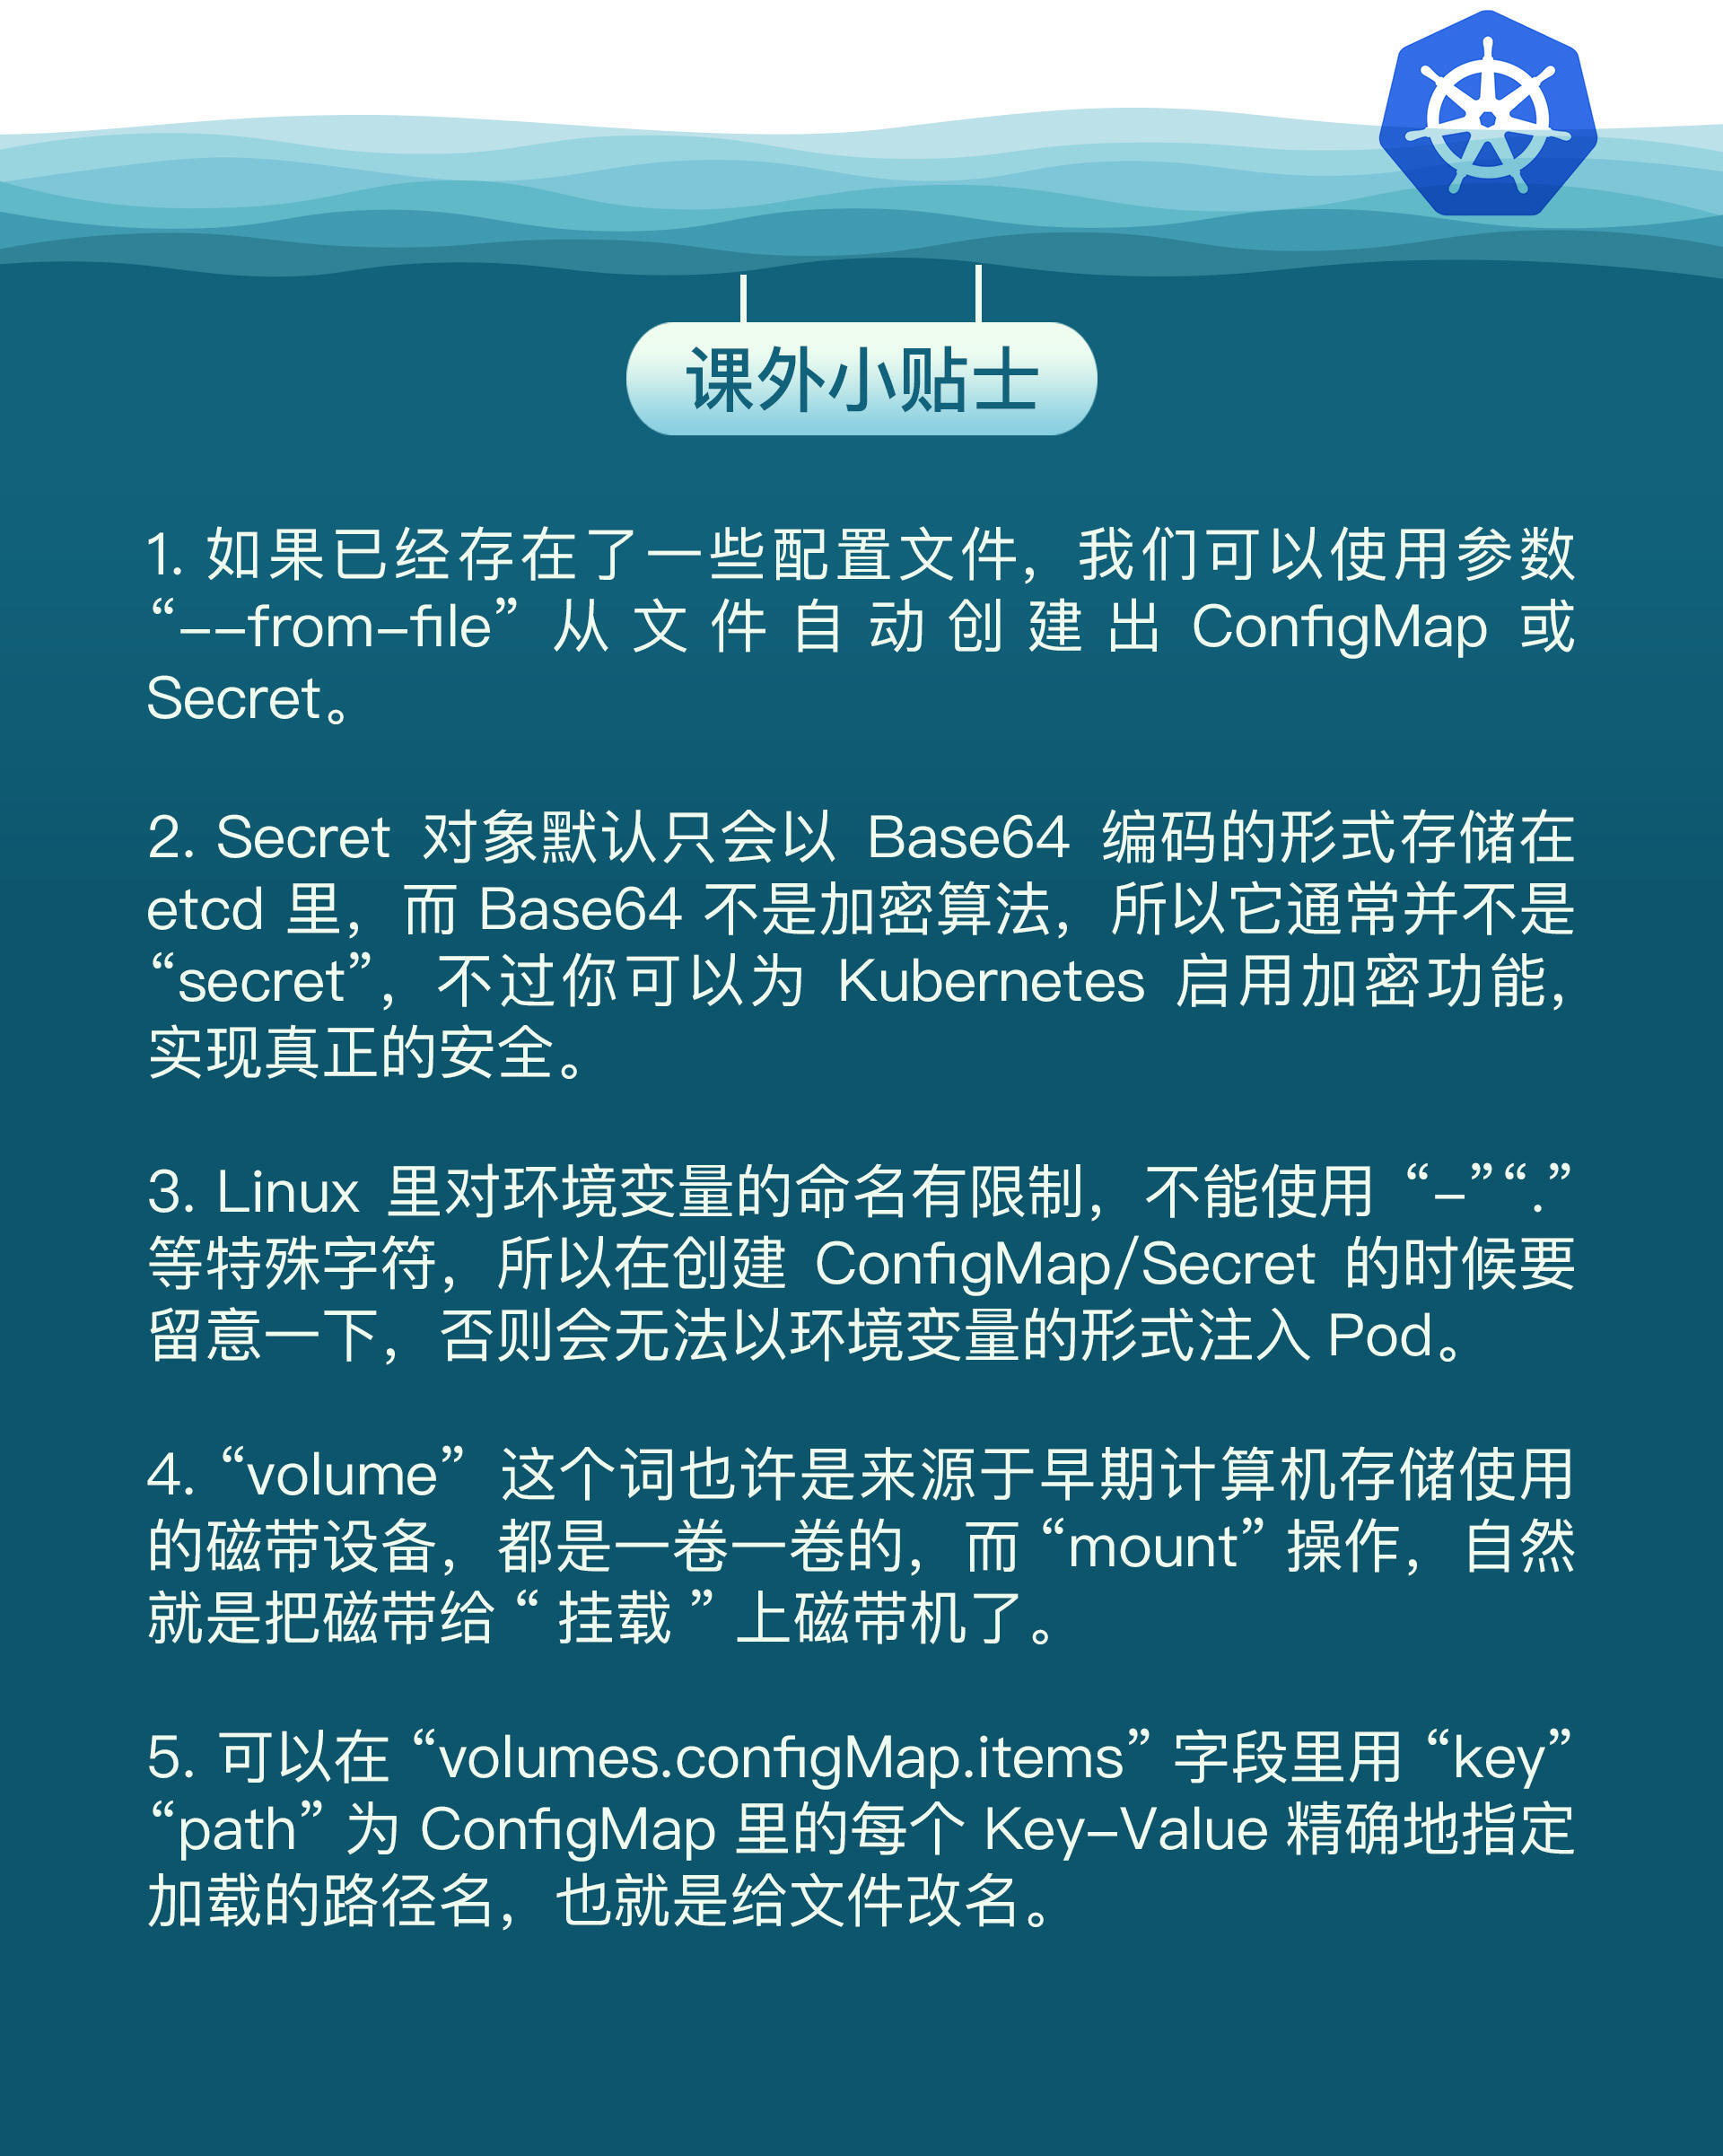 课外小贴士
1. 如果已经存在了一些配置文件，我们可以使用参数
“--from-file” 从文件自动创建出 ConfigMap 或
Secret。
2. Secret 对象默认只会以 Base64 编码的形式存储在
etcd 里，而 Base64 不是加密算法，所以它通常并不是
“secret”，不过你可以为 Kubernetes 启用加密功能，
实现真正的安全。
3. Linux 里对环境变量的命名有限制，不能使用 “-”“.”
等特殊字符，所以在创建 ConfigMap/Secret 的时候要
留意一下，否则会无法以环境变量的形式注入 Pod。
4. “volume” 这个词也许是来源于早期计算机存储使用
的磁带设备，都是一卷一卷的，而 “mount” 操作，自然
就是把磁带给 “ 挂载 ” 上磁带机了。
5. 可以在 “volumes.configMap.items” 字段里用 “key”
“path” 为 ConfigMap 里的每个 Key-Value 精确地指定
加载的路径名，也就是给文件改名。